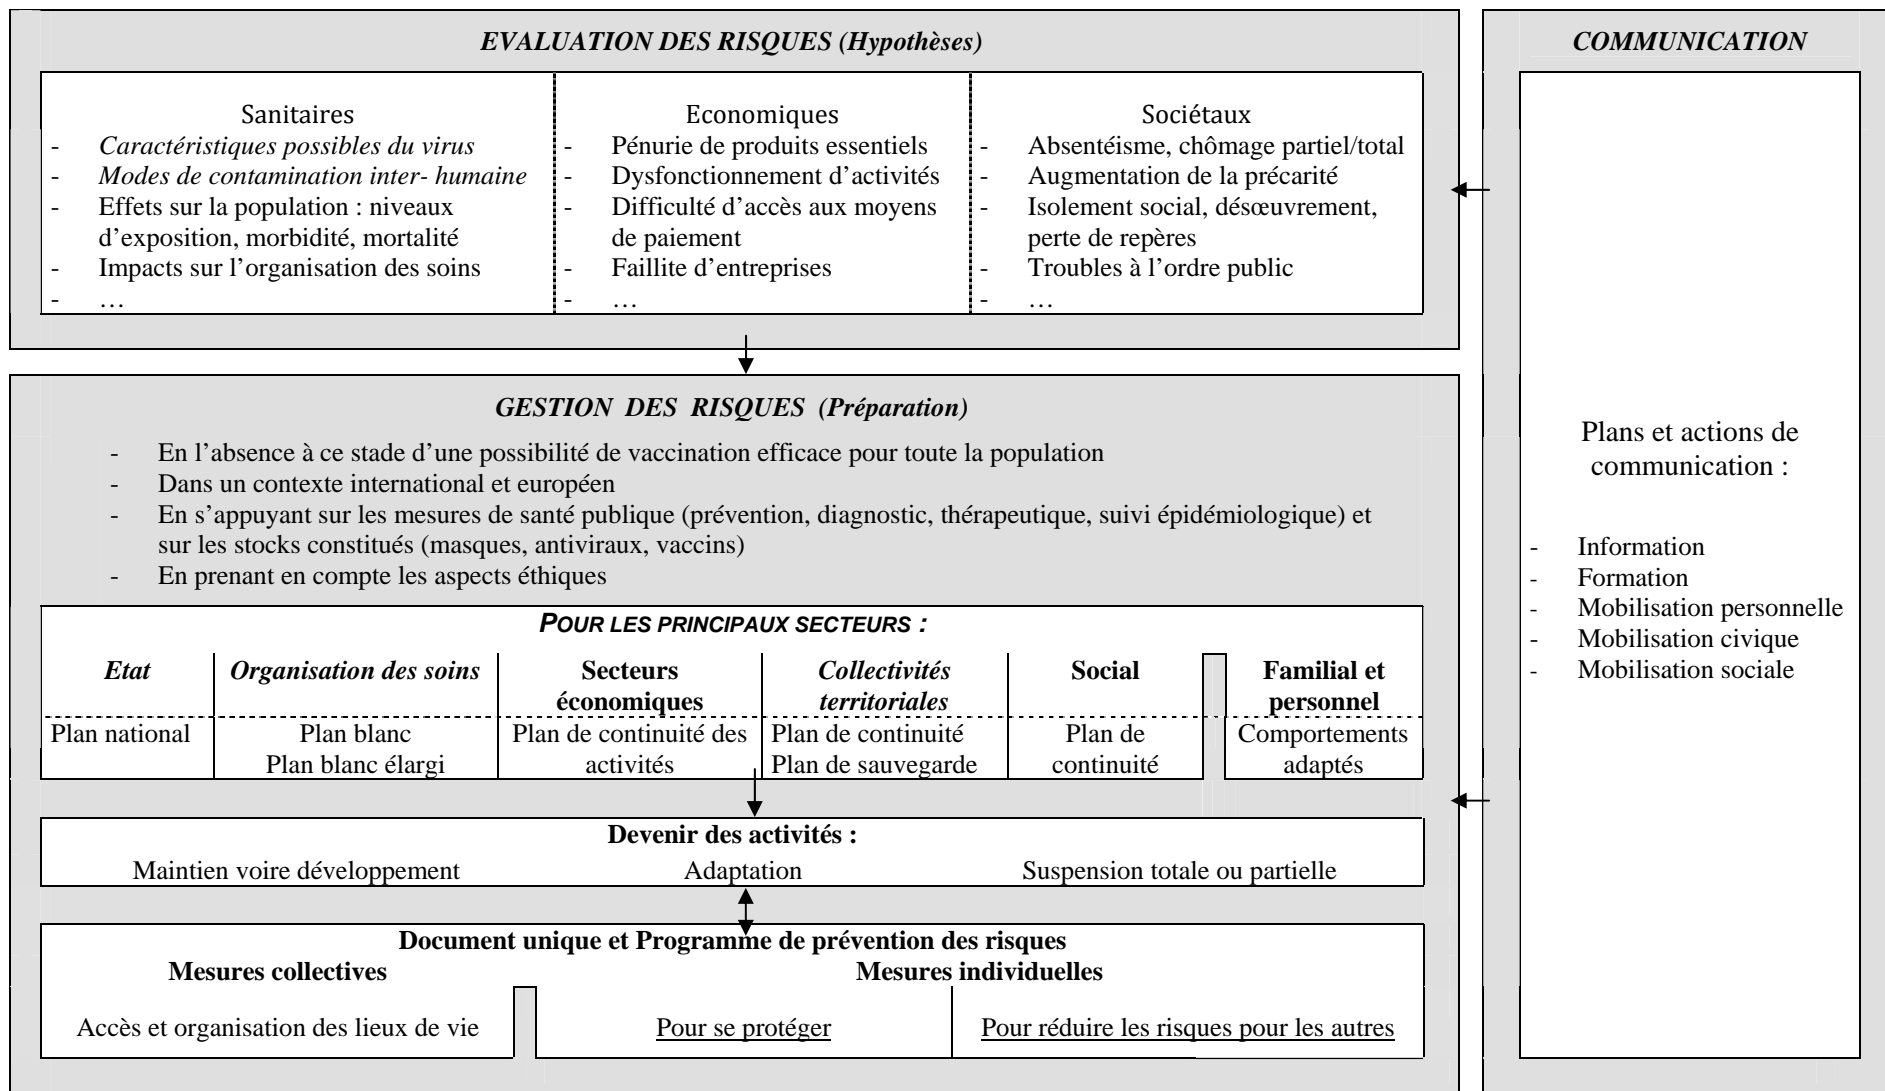 EVALUATION DES RISQUES (Hypothèses)
Sanitaires
- Caractéristiques possibles du virus
- Modes de contamination inter- humaine
- Effets sur la population : niveaux
d’exposition, morbidité, mortalité
- Impacts sur l’organisation des soins
- …
Economiques
- Pénurie de produits essentiels
- Dysfonctionnement d’activités
- Difficulté d’accès aux moyens
de paiement
- Faillite d’entreprises
- …
Sociétaux
- Absentéisme, chômage partiel/total
- Augmentation de la précarité
- Isolement social, désœuvrement,
perte de repères
- Troubles à l’ordre public
- …
GESTION DES RISQUES (Préparation)
- En l’absence à ce stade d’une possibilité de vaccination efficace pour toute la population
- Dans un contexte international et européen
- En s’appuyant sur les mesures de santé publique (prévention, diagnostic, thérapeutique, suivi épidémiologique) et
sur les stocks constitués (masques, antiviraux, vaccins)
- En prenant en compte les aspects éthiques
POUR LES PRINCIPAUX SECTEURS :
Etat
Plan national
Organisation des soins
Plan blanc
Plan blanc élargi
Secteurs
économiques
Plan de continuité des
activités
Collectivités
territoriales
Plan de continuité
Plan de sauvegarde
Social
Plan de
continuité
Familial et
personnel
Comportements
adaptés
Devenir des activités :
Maintien voire développement
Adaptation
Suspension totale ou partielle
Document unique et Programme de prévention des risques
Mesures collectives
Accès et organisation des lieux de vie
Mesures individuelles
Pour se protéger
Pour réduire les risques pour les autres
COMMUNICATION
Plans et actions de
communication :
- Information
- Formation
- Mobilisation personnelle
- Mobilisation civique
- Mobilisation sociale